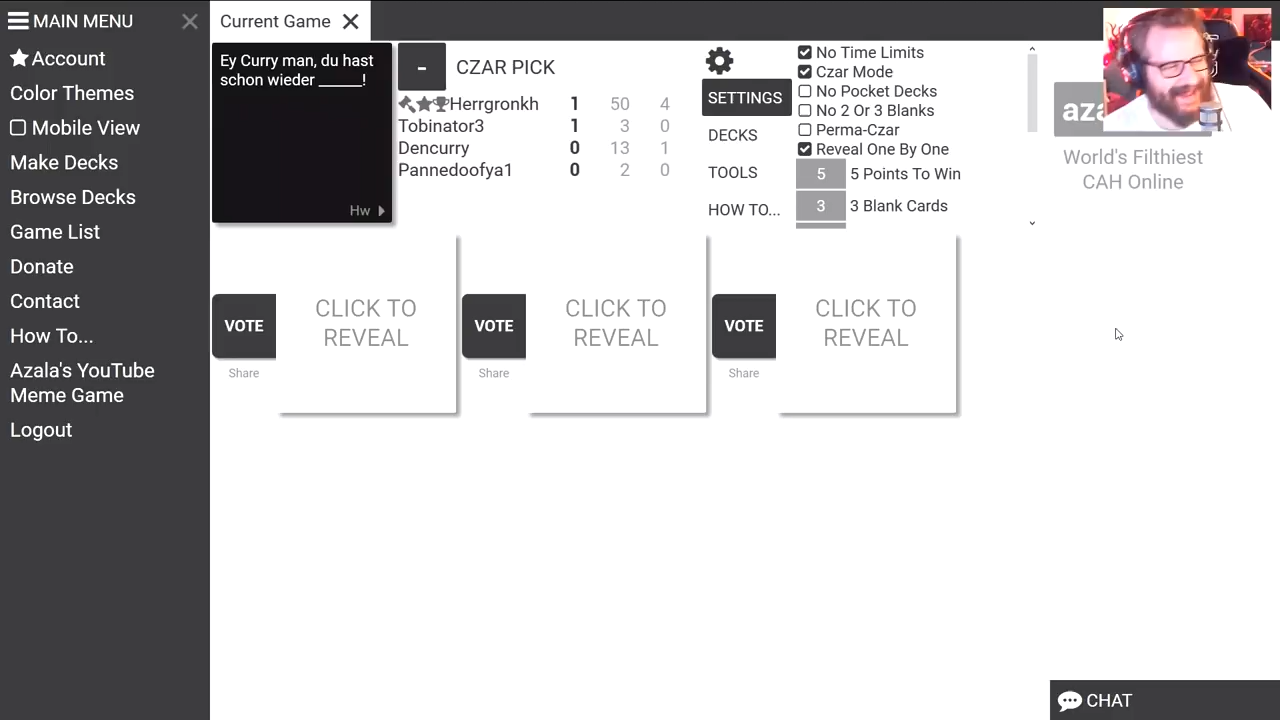 MAIN MENU
Account
Color Themes
Mobile View
Make Decks
Browse Decks
Game List
Donate
Contact
How To...
Azala's YouTube
Meme Game
Logout
Current Game
Ey Curry man, du hast
schon wieder _____!
Hw
-
CZAR PICK
Herrgronkh 1 50 4
Tobinator3 1 3 0
Dencurry 0 13 1
Pannedoofya1 0 2 0
SETTINGS
DECKS
TOOLS
HOW TO...
No Time Limits
Czar Mode
No Pocket Decks
No 2 Or 3 Blanks
Perma-Czar
Reveal One By One
5 5 Points To Win
3 3 Blank Cards
World's Filthiest
CAH Online
VOTE
Share
CLICK TO
REVEAL
VOTE
Share
CLICK TO
REVEAL
VOTE
Share
CLICK TO
REVEAL
CHAT